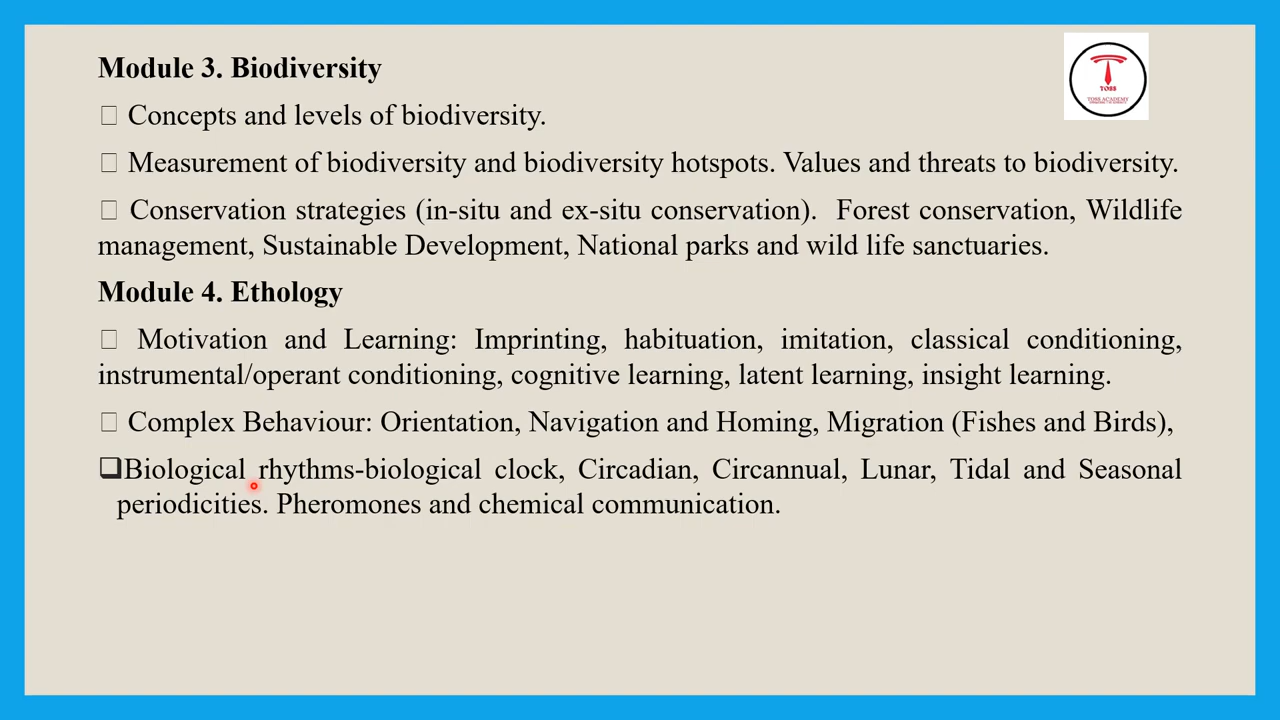 Module 3. Biodiversity
TOSS
TOSS ACADEMY
□ Concepts and levels of biodiversity.
□ Measurement of biodiversity and biodiversity hotspots. Values and threats to biodiversity.
□ Conservation strategies (in-situ and ex-situ conservation). Forest conservation, Wildlife
management, Sustainable Development, National parks and wild life sanctuaries.
Module 4. Ethology
□ Motivation and Learning: Imprinting, habituation, imitation, classical conditioning,
instrumental/operant conditioning, cognitive learning, latent learning, insight learning.
□ Complex Behaviour: Orientation, Navigation and Homing, Migration (Fishes and Birds),
❑Biological rhythms-biological clock, Circadian, Circannual, Lunar, Tidal and Seasonal
periodicities. Pheromones and chemical communication.